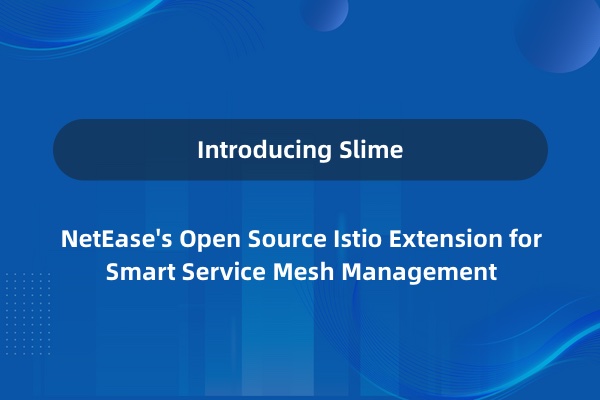 Introducing Slime
NetEase's Open Source Istio Extension for
Smart Service Mesh Management